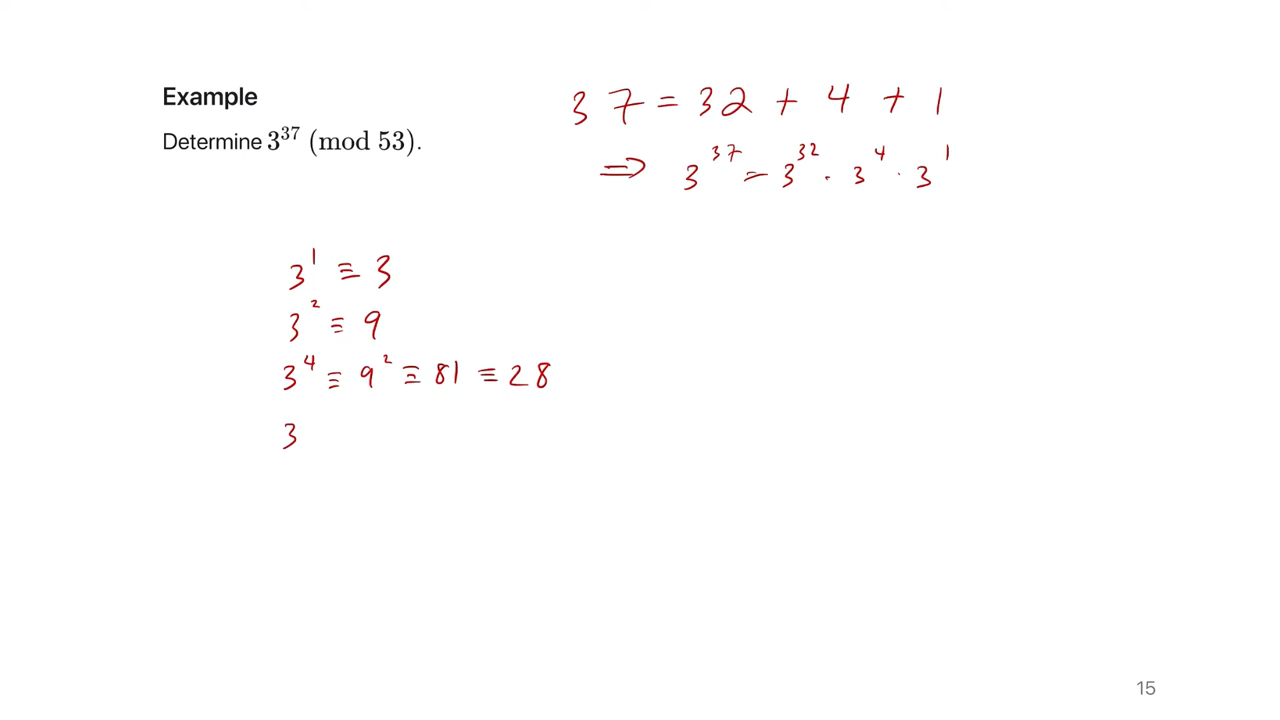 Example
Determine 3^37 (mod 53).
37 = 32 + 4 + 1
⇒ 3^37 = 3^32 · 3^4 · 3^1
3^1 ≡ 3
3^2 ≡ 9
3^4 ≡ 9^2 ≡ 81 ≡ 28
3
15